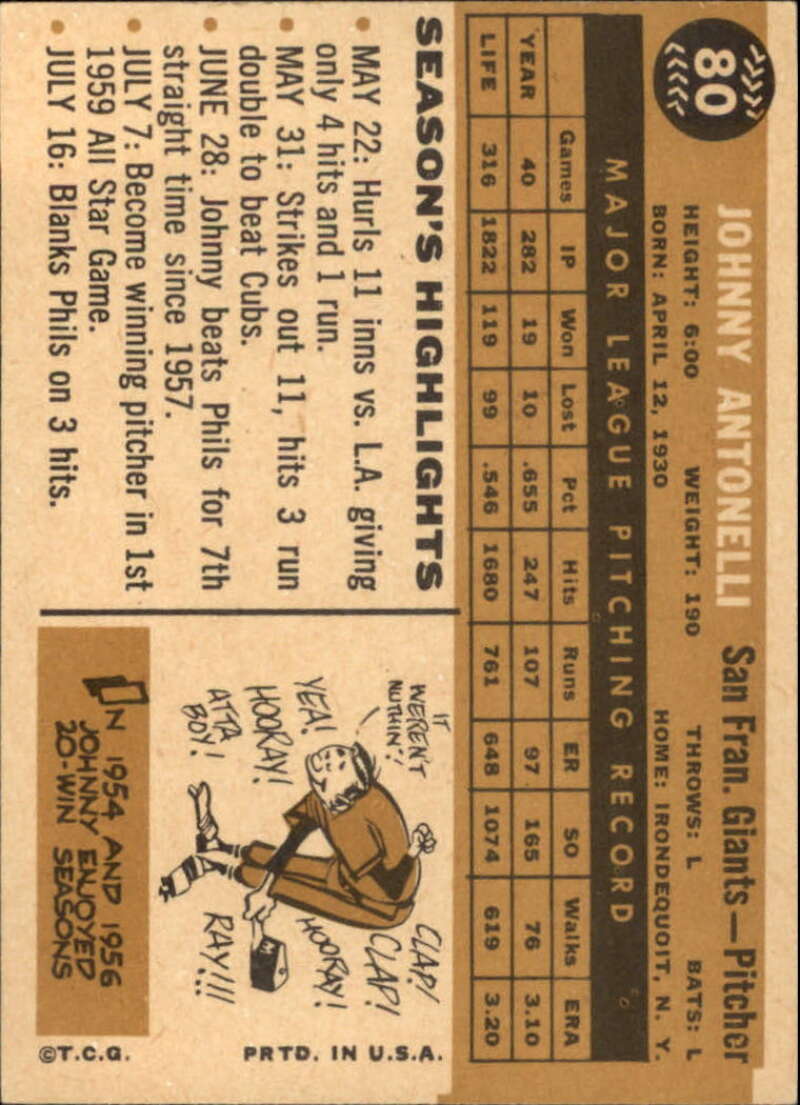 80
JOHNNY ANTONELLI San Fran. Giants—Pitcher
HEIGHT: 6:00 WEIGHT: 190 THROWS: L BATS: L
BORN: APRIL 12, 1930 HOME: IRONDEQUOIT, N. Y.
MAJOR LEAGUE PITCHING RECORD
Games IP Won Lost Pct Hits Runs ER SO Walks ERA
YEAR 40 282 19 10 .655 247 107 97 165 76 3.10
LIFE 316 1822 119 99 .546 1680 761 648 1074 619 3.20
SEASON'S HIGHLIGHTS
• MAY 22: Hurls 11 inns vs. L.A. giving
only 4 hits and 1 run.
• MAY 31: Strikes out 11, hits 3 run
double to beat Cubs.
• JUNE 28: Johnny beats Phils for 7th
straight time since 1957.
• JULY 7: Become winning pitcher in 1st
1959 All Star Game.
• JULY 16: Blanks Phils on 3 hits.
IT
WEREN'T
NUTHIN'!
YEA!
HOORAY!
ATTA
BOY!
CLAP!
CLAP!
HOORAY!
RAY!!!
IN 1954 AND 1956
JOHNNY ENJOYED
20-WIN SEASONS
©T.C.G. PRTD. IN U.S.A.